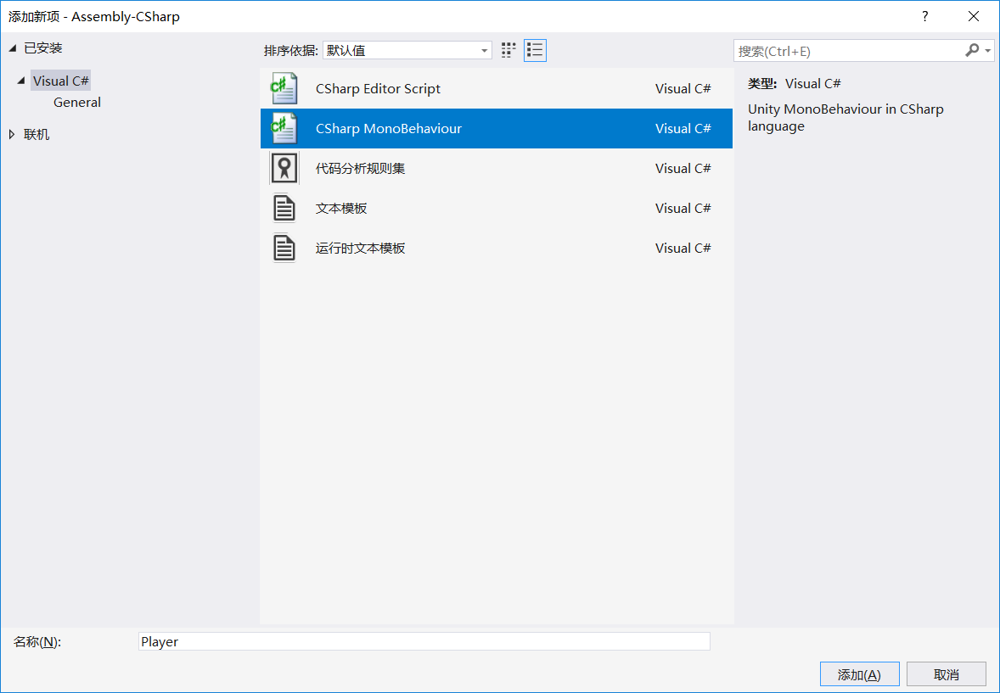 添加新项 - Assembly-CSharp
?
已安装
排序依据: 默认值
搜索(Ctrl+E)
Visual C#
General
联机
CSharp Editor Script Visual C#
CSharp MonoBehaviour Visual C#
代码分析规则集 Visual C#
文本模板 Visual C#
运行时文本模板 Visual C#
类型: Visual C#
Unity MonoBehaviour in CSharp
language
名称(N): Player
添加(A) 取消